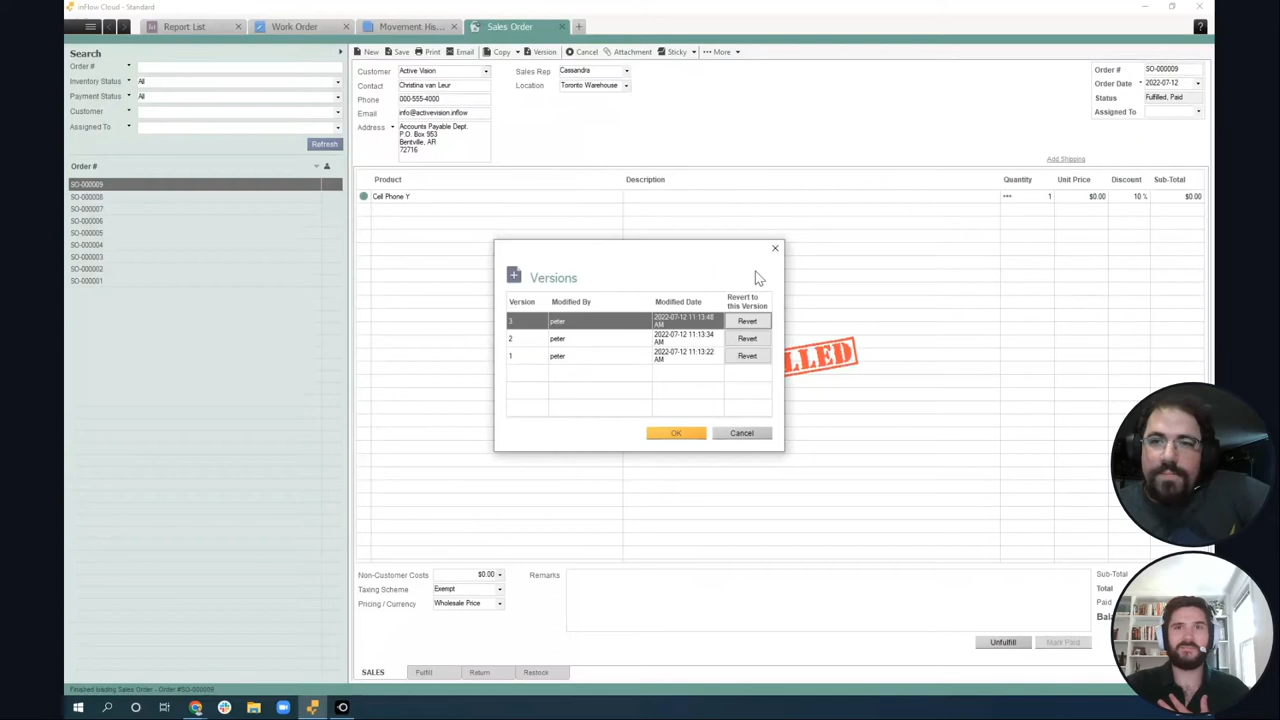 inFlow Cloud - Standard
Report List
Work Order
Movement His...
Sales Order
New Save Print Email Copy Version Cancel Attachment Sticky More
Search
Order #
Inventory Status All
Payment Status All
Customer
Assigned To
Refresh
Order #
SO-000009
SO-000008
SO-000007
SO-000006
SO-000005
SO-000004
SO-000003
SO-000002
SO-000001
Customer Active Vision
Contact Christina van Leur
Phone 000-555-4000
Email info@activevision.inflow
Address Accounts Payable Dept.
P.O. Box 953
Bentville, AR
72716
Sales Rep Cassandra
Location Toronto Warehouse
Order # SO-000009
Order Date 2022-07-12
Status Fulfilled, Paid
Assigned To
Add Shipping
Product Description Quantity Unit Price Discount Sub-Total
Cell Phone Y 1 $0.00 10 % $0.00
Versions
Version Modified By Modified Date Revert to
this Version
3 peter 2022-07-12 11:13:48
AM Revert
2 peter 2022-07-12 11:13:34
AM Revert
1 peter 2022-07-12 11:13:22
AM Revert
OK Cancel
LLED
Non-Customer Costs $0.00
Taxing Scheme Exempt
Pricing / Currency Wholesale Price
Remarks
Sub-Total
Total
Paid
Bala
Unfulfill Mark Paid
SALES Fulfill Return Restock
Finished loading Sales Order - Order #SO-000009